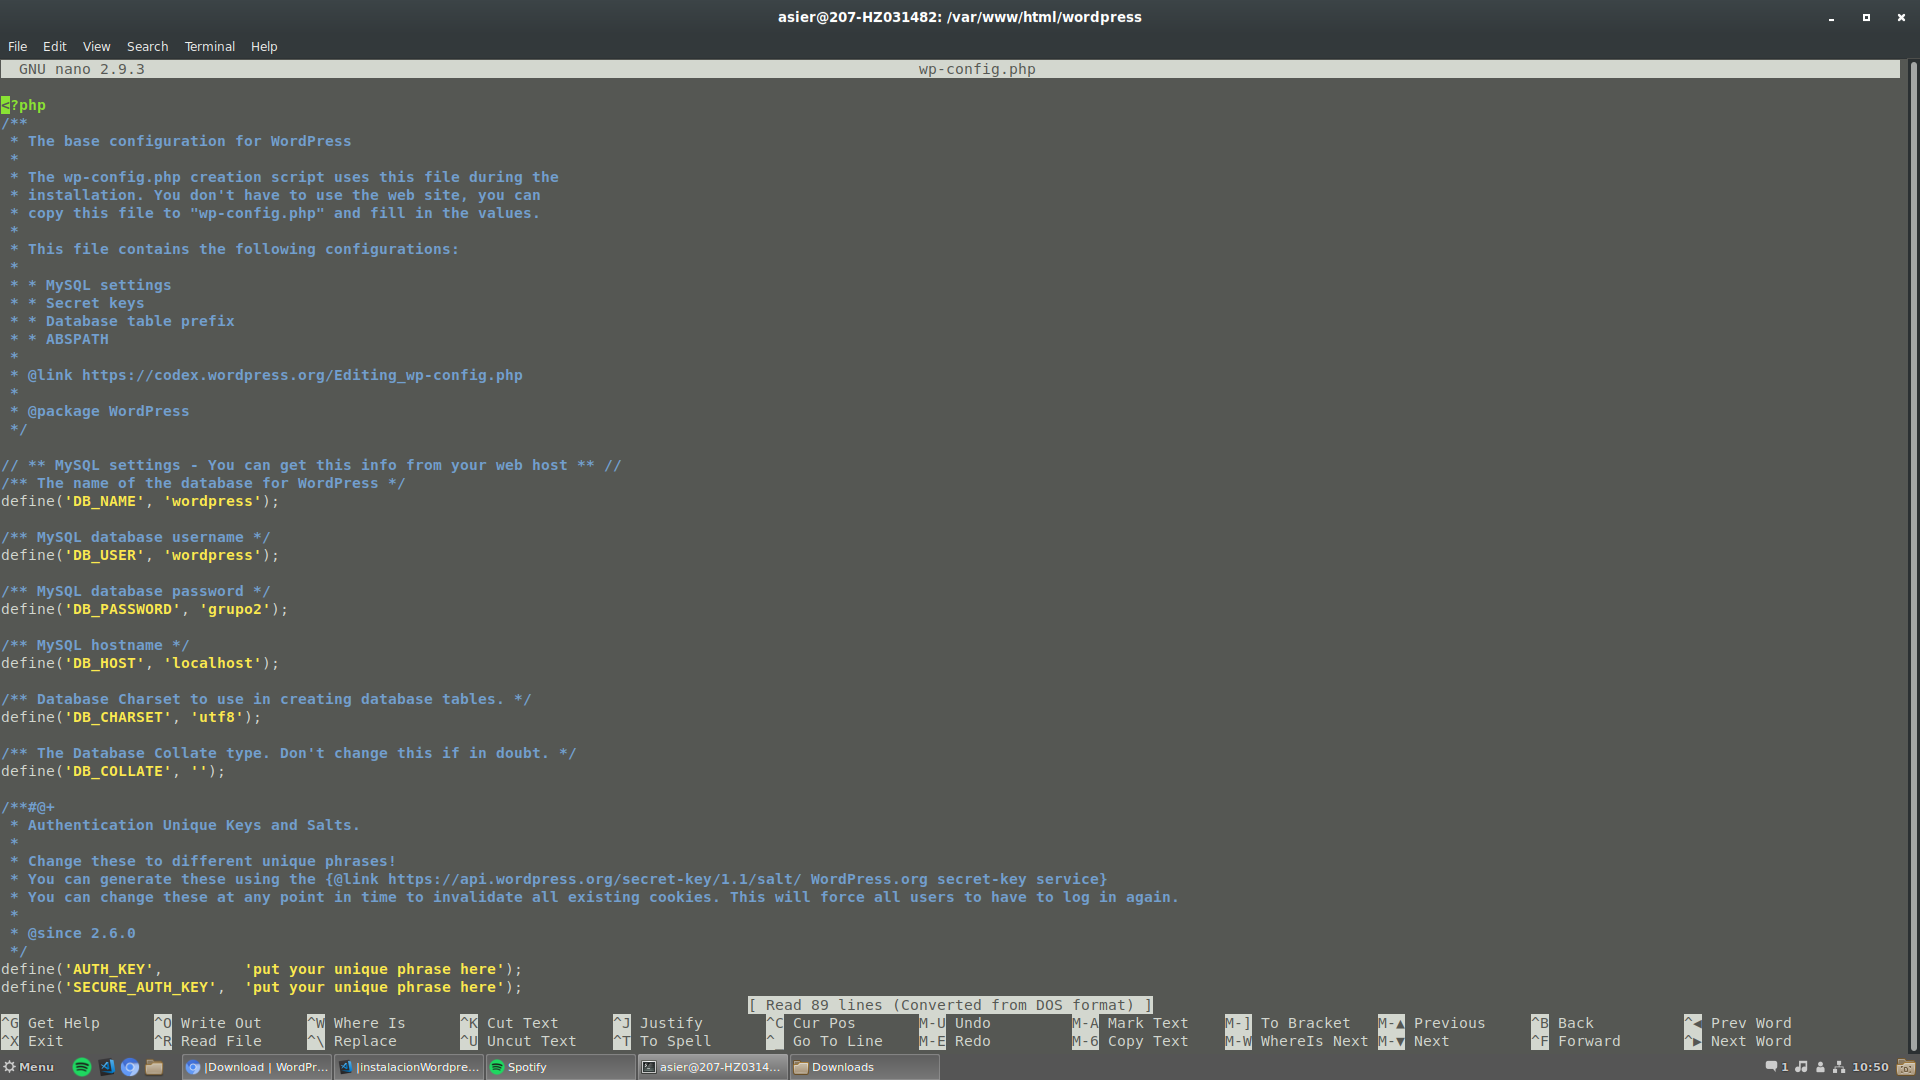 asier@207-HZ031482: /var/www/html/wordpress
File Edit View Search Terminal Help
GNU nano 2.9.3 wp-config.php
<?php
/**
 * The base configuration for WordPress
 *
 * The wp-config.php creation script uses this file during the
 * installation. You don't have to use the web site, you can
 * copy this file to "wp-config.php" and fill in the values.
 *
 * This file contains the following configurations:
 *
 * * MySQL settings
 * * Secret keys
 * * Database table prefix
 * * ABSPATH
 *
 * @link https://codex.wordpress.org/Editing_wp-config.php
 *
 * @package WordPress
 */
// ** MySQL settings - You can get this info from your web host ** //
/** The name of the database for WordPress */
define('DB_NAME', 'wordpress');
/** MySQL database username */
define('DB_USER', 'wordpress');
/** MySQL database password */
define('DB_PASSWORD', 'grupo2');
/** MySQL hostname */
define('DB_HOST', 'localhost');
/** Database Charset to use in creating database tables. */
define('DB_CHARSET', 'utf8');
/** The Database Collate type. Don't change this if in doubt. */
define('DB_COLLATE', '');
/**#@+
 * Authentication Unique Keys and Salts.
 *
 * Change these to different unique phrases!
 * You can generate these using the {@link https://api.wordpress.org/secret-key/1.1/salt/ WordPress.org secret-key service}
 * You can change these at any point in time to invalidate all existing cookies. This will force all users to have to log in again.
 *
 * @since 2.6.0
 */
define('AUTH_KEY',         'put your unique phrase here');
define('SECURE_AUTH_KEY',  'put your unique phrase here');
[ Read 89 lines (Converted from DOS format) ]
^G Get Help ^O Write Out ^W Where Is ^K Cut Text ^J Justify ^C Cur Pos M-U Undo M-A Mark Text M-] To Bracket M-▲ Previous ^B Back ^◀ Prev Word
^X Exit ^R Read File ^\ Replace ^U Uncut Text ^T To Spell ^_ Go To Line M-E Redo M-6 Copy Text M-W WhereIs Next M-▼ Next ^F Forward ^▶ Next Word
Menu |Download | WordPr... |instalacionWordpre... Spotify asier@207-HZ0314... Downloads 1 10:50